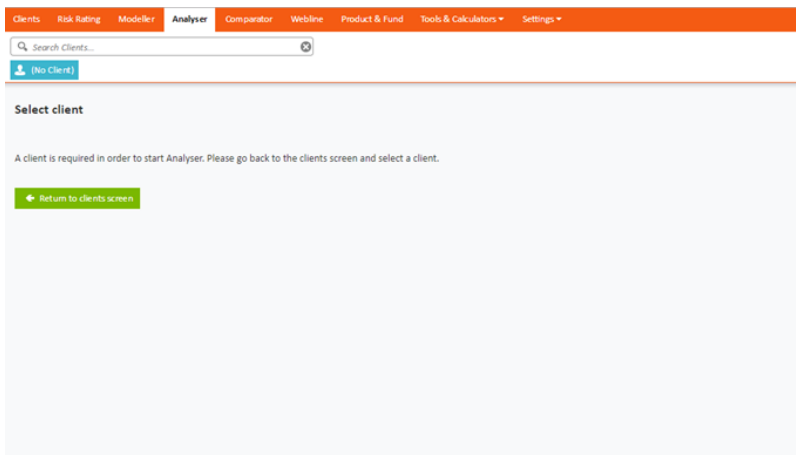 Clients Risk Rating Modeller Analyser Comparator Webline Product & Fund Tools & Calculators Settings
Search Clients...
(No Client)
Select client
A client is required in order to start Analyser. Please go back to the clients screen and select a client.
Return to clients screen